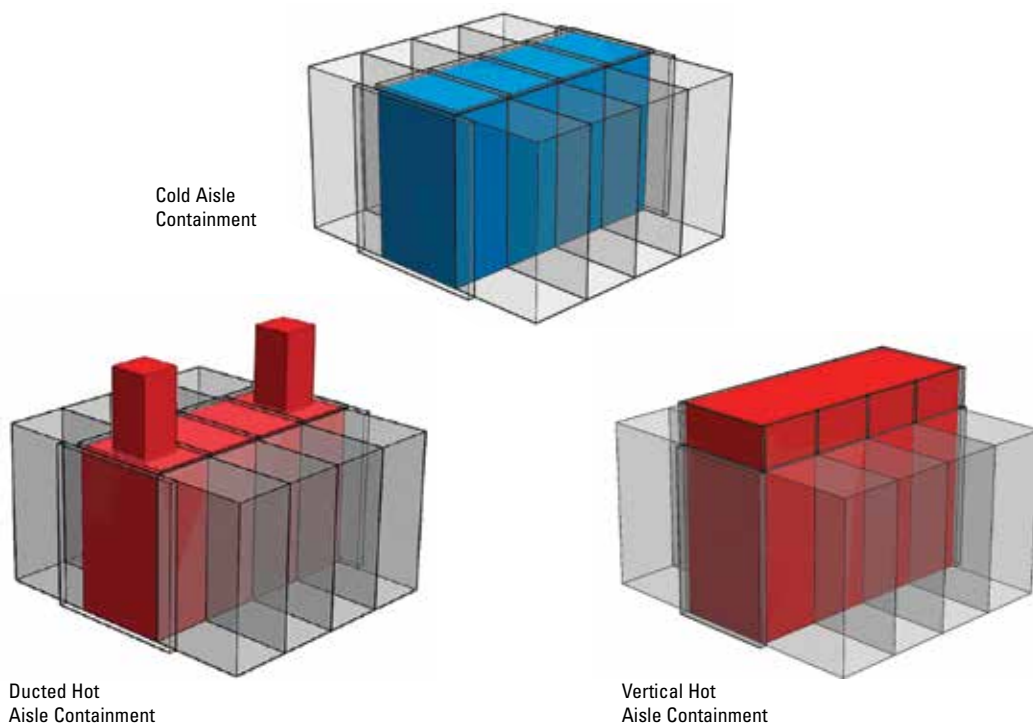 Cold Aisle
Containment
Ducted Hot
Aisle Containment
Vertical Hot
Aisle Containment